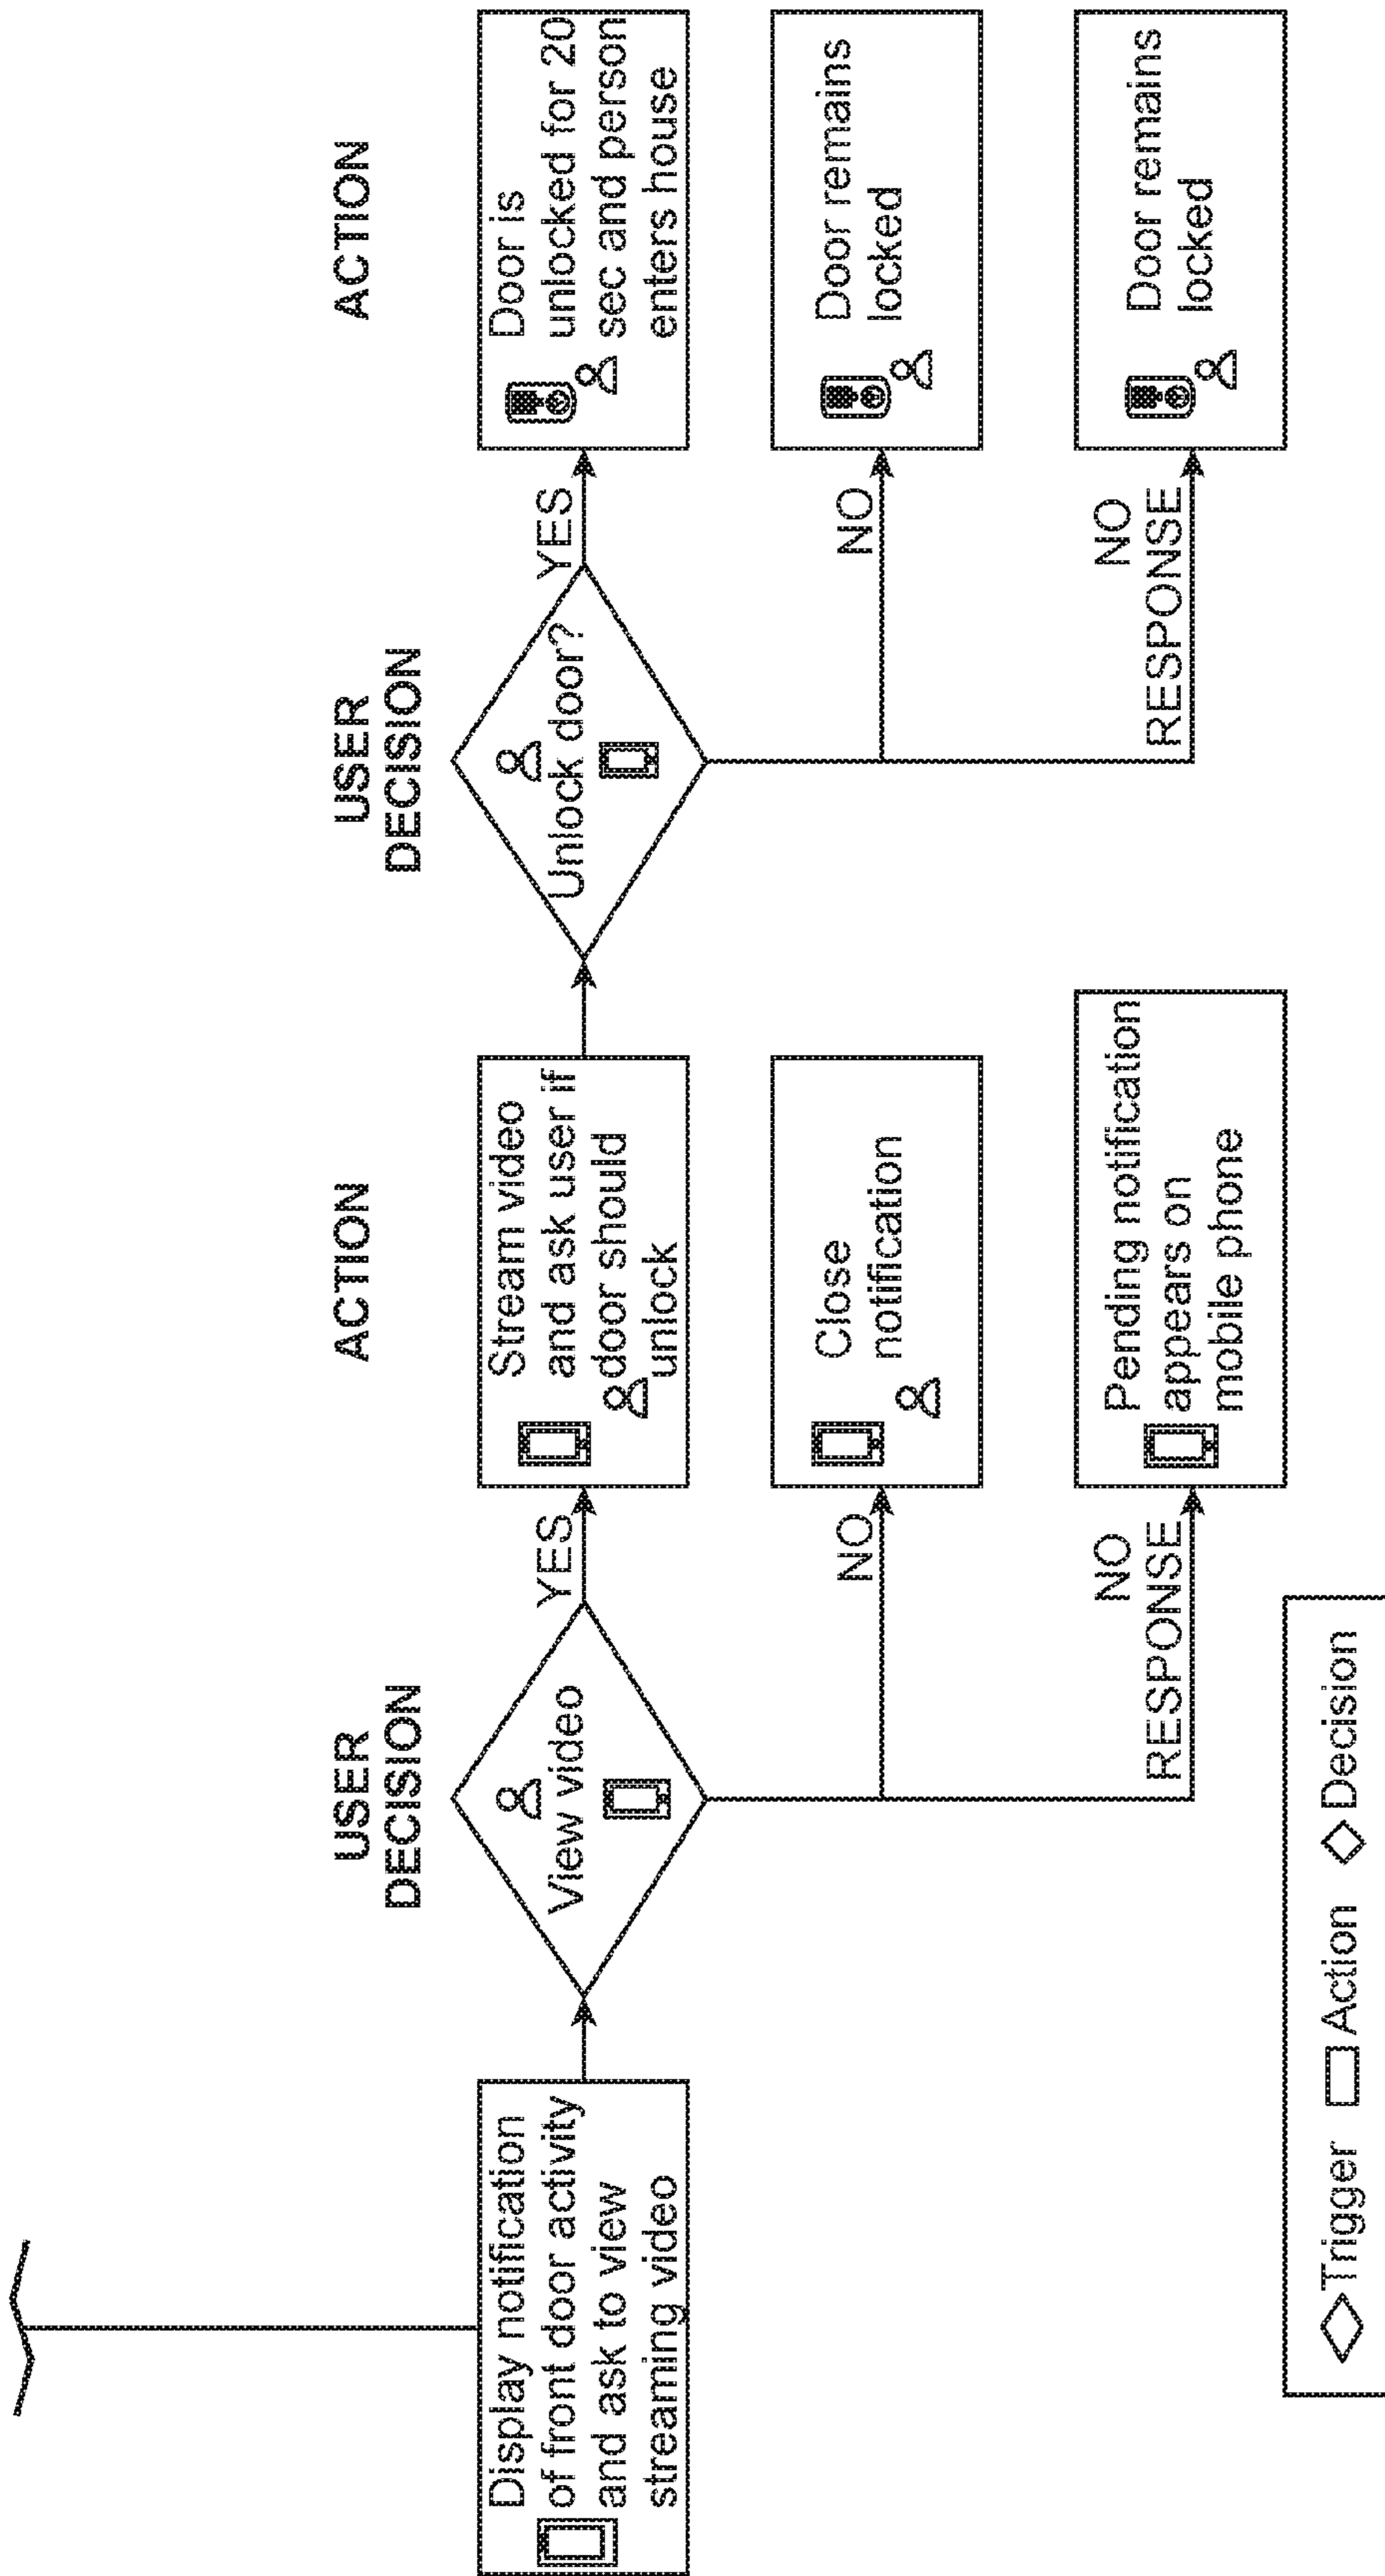 Display notification
of front door activity
and ask to view
streaming video
USER
DECISION
View video
YES
NO
NO
RESPONSE
ACTION
Stream video
and ask user if
door should
unlock
Close
notification
Pending notification
appears on
mobile phone
USER
DECISION
Unlock door?
YES
NO
NO
RESPONSE
ACTION
Door is
unlocked for 20
sec and person
enters house
Door remains
locked
Door remains
locked
Trigger Action Decision